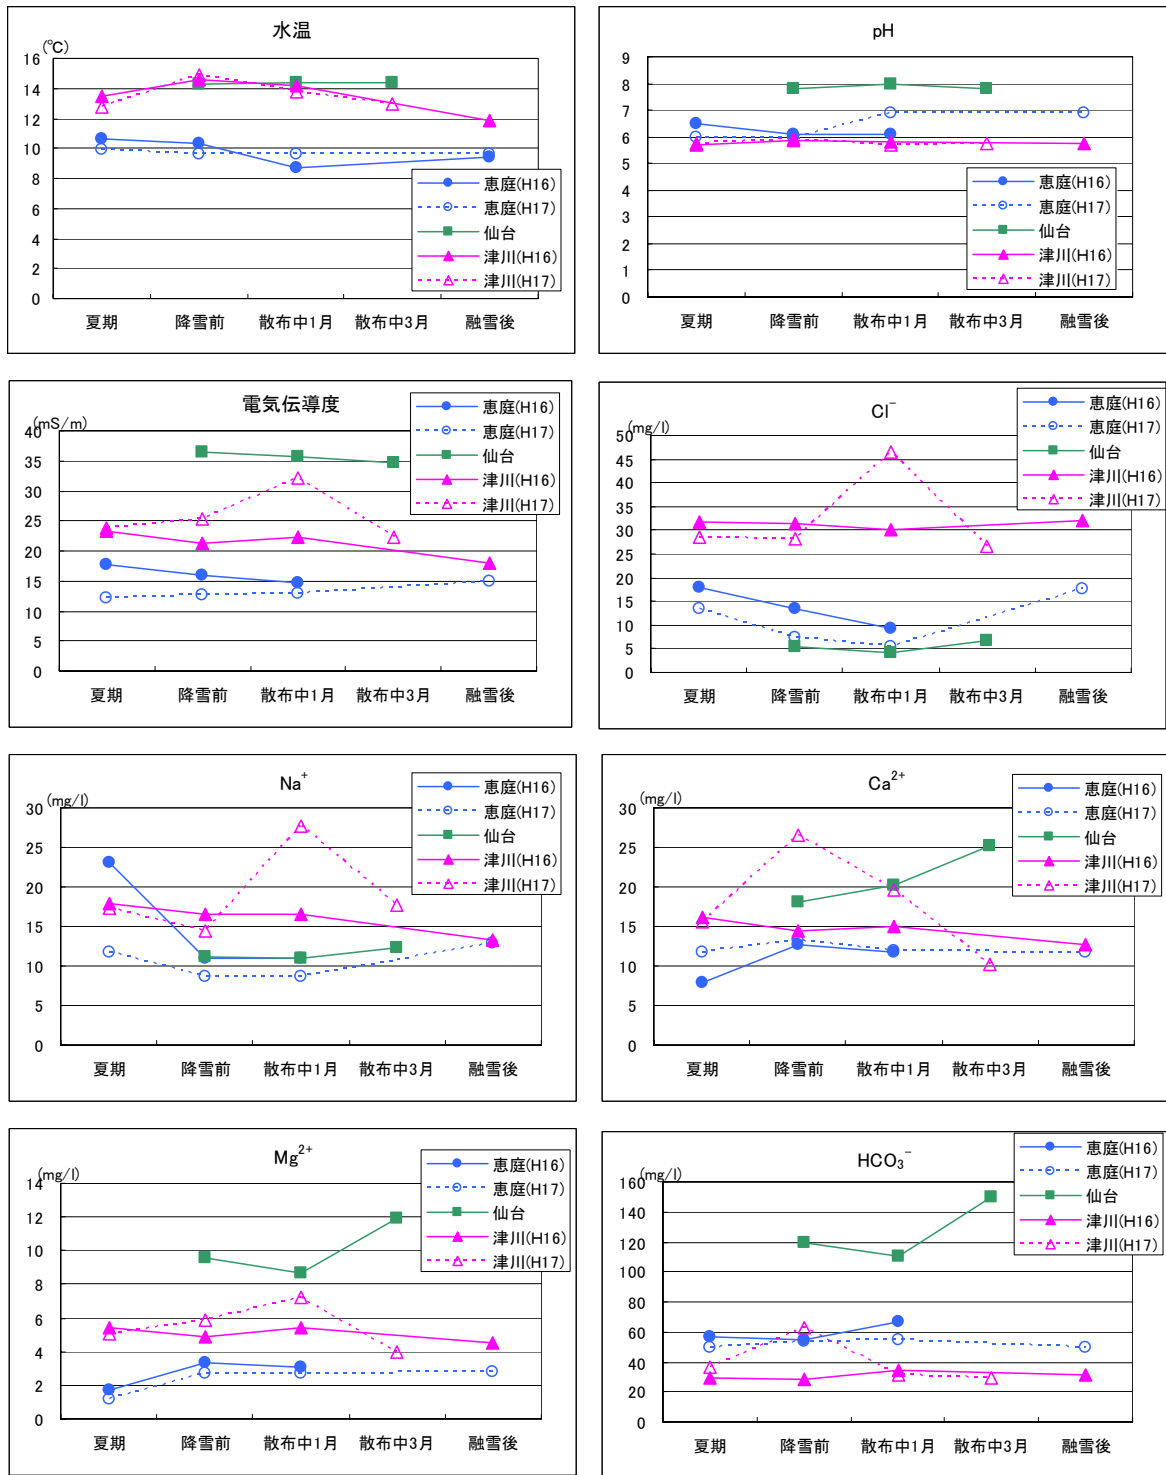 水温
(℃)
16
14
12
10
8
6
4
2
0
夏期 降雪前 散布中1月 散布中3月 融雪後
恵庭(H16)
恵庭(H17)
仙台
津川(H16)
津川(H17)
pH
9
8
7
6
5
4
3
2
1
0
夏期 降雪前 散布中1月 散布中3月 融雪後
恵庭(H16)
恵庭(H17)
仙台
津川(H16)
津川(H17)
電気伝導度
(mS/m)
40
35
30
25
20
15
10
5
0
夏期 降雪前 散布中1月 散布中3月 融雪後
恵庭(H16)
恵庭(H17)
仙台
津川(H16)
津川(H17)
Cl⁻
(mg/l)
50
45
40
35
30
25
20
15
10
5
0
夏期 降雪前 散布中1月 散布中3月 融雪後
恵庭(H16)
恵庭(H17)
仙台
津川(H16)
津川(H17)
Na⁺
(mg/l)
30
25
20
15
10
5
0
夏期 降雪前 散布中1月 散布中3月 融雪後
恵庭(H16)
恵庭(H17)
仙台
津川(H16)
津川(H17)
Ca²⁺
(mg/l)
30
25
20
15
10
5
0
夏期 降雪前 散布中1月 散布中3月 融雪後
恵庭(H16)
恵庭(H17)
仙台
津川(H16)
津川(H17)
Mg²⁺
(mg/l)
14
12
10
8
6
4
2
0
夏期 降雪前 散布中1月 散布中3月 融雪後
恵庭(H16)
恵庭(H17)
仙台
津川(H16)
津川(H17)
HCO₃⁻
(mg/l)
160
140
120
100
80
60
40
20
0
夏期 降雪前 散布中1月 散布中3月 融雪後
恵庭(H16)
恵庭(H17)
仙台
津川(H16)
津川(H17)